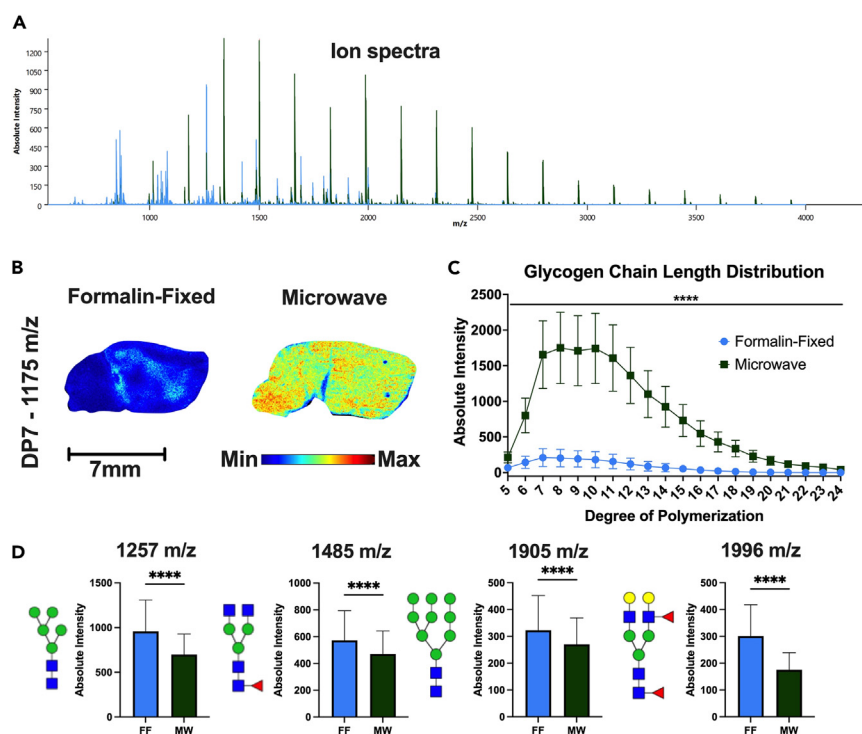 A
Ion spectra
Absolute Intensity
1200
1050
900
750
600
450
300
150
0
1000 1500 2000 2500 3000 3500 4000
m/z
B
Formalin-Fixed Microwave
DP7 - 1175 m/z
7mm
Min Max
C
Glycogen Chain Length Distribution
****
Absolute Intensity
2500
2000
1500
1000
500
0
Formalin-Fixed
Microwave
5 6 7 8 9 10 11 12 13 14 15 16 17 18 19 20 21 22 23 24
Degree of Polymerization
D
1257 m/z
****
Absolute Intensity
1500
1000
500
0
FF MW
1485 m/z
****
Absolute Intensity
1000
800
600
400
200
0
FF MW
1905 m/z
****
Absolute Intensity
500
400
300
200
100
0
FF MW
1996 m/z
****
Absolute Intensity
500
400
300
200
100
0
FF MW